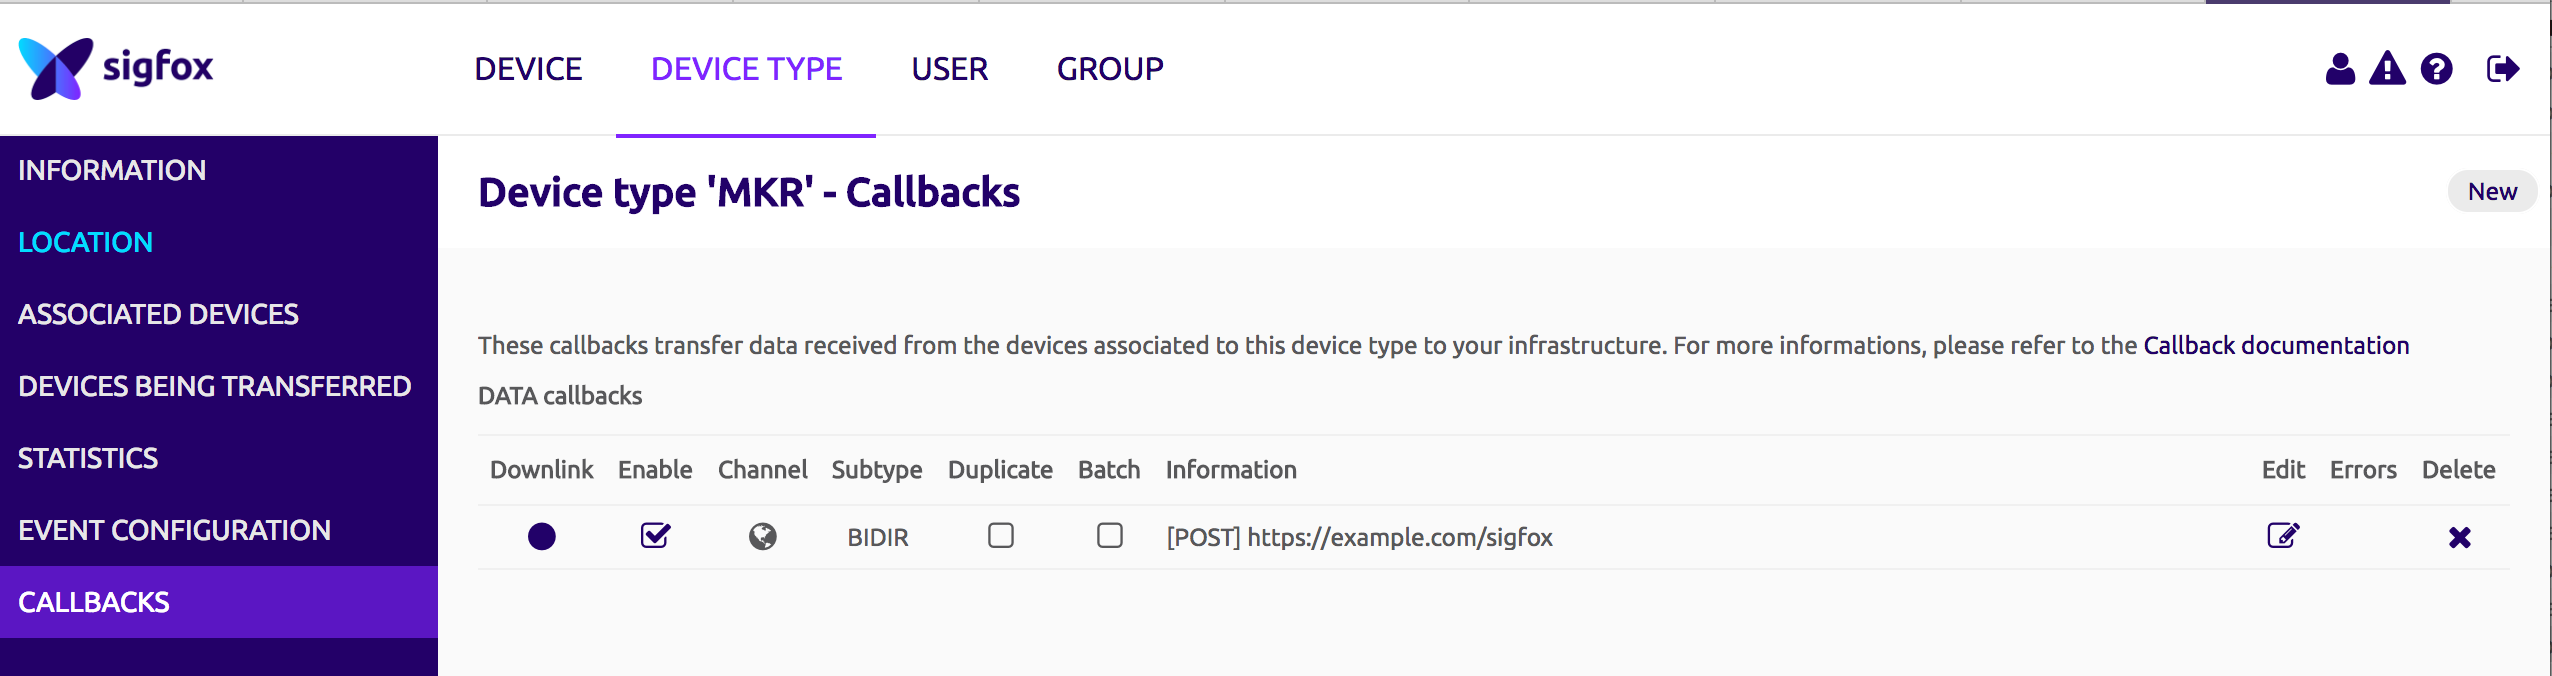 sigfox
DEVICE DEVICE TYPE USER GROUP
INFORMATION
LOCATION
ASSOCIATED DEVICES
DEVICES BEING TRANSFERRED
STATISTICS
EVENT CONFIGURATION
CALLBACKS
Device type 'MKR' - Callbacks
New
These callbacks transfer data received from the devices associated to this device type to your infrastructure. For more informations, please refer to the Callback documentation
DATA callbacks
Downlink Enable Channel Subtype Duplicate Batch Information Edit Errors Delete
BIDIR [POST] https://example.com/sigfox